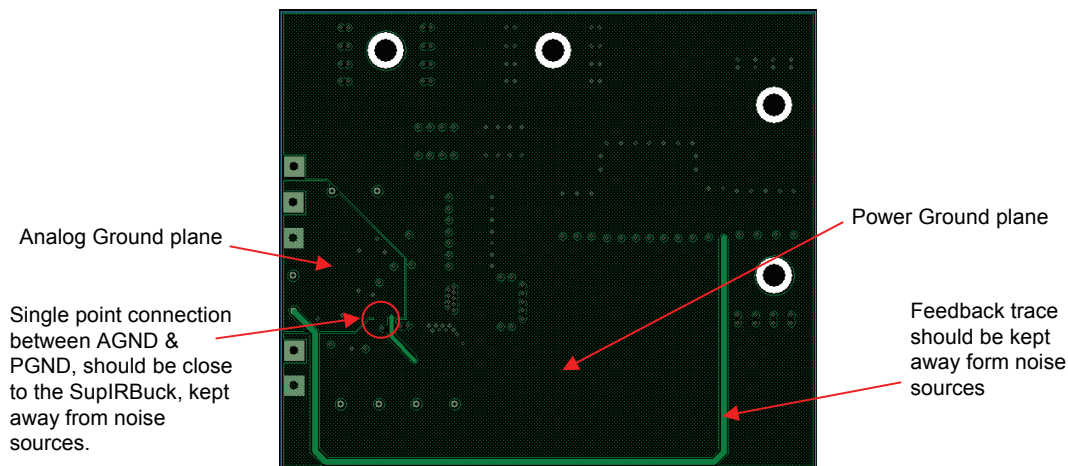 Analog Ground plane
Single point connection
between AGND &
PGND, should be close
to the SupIRBuck, kept
away from noise
sources.
Power Ground plane
Feedback trace
should be kept
away form noise
sources